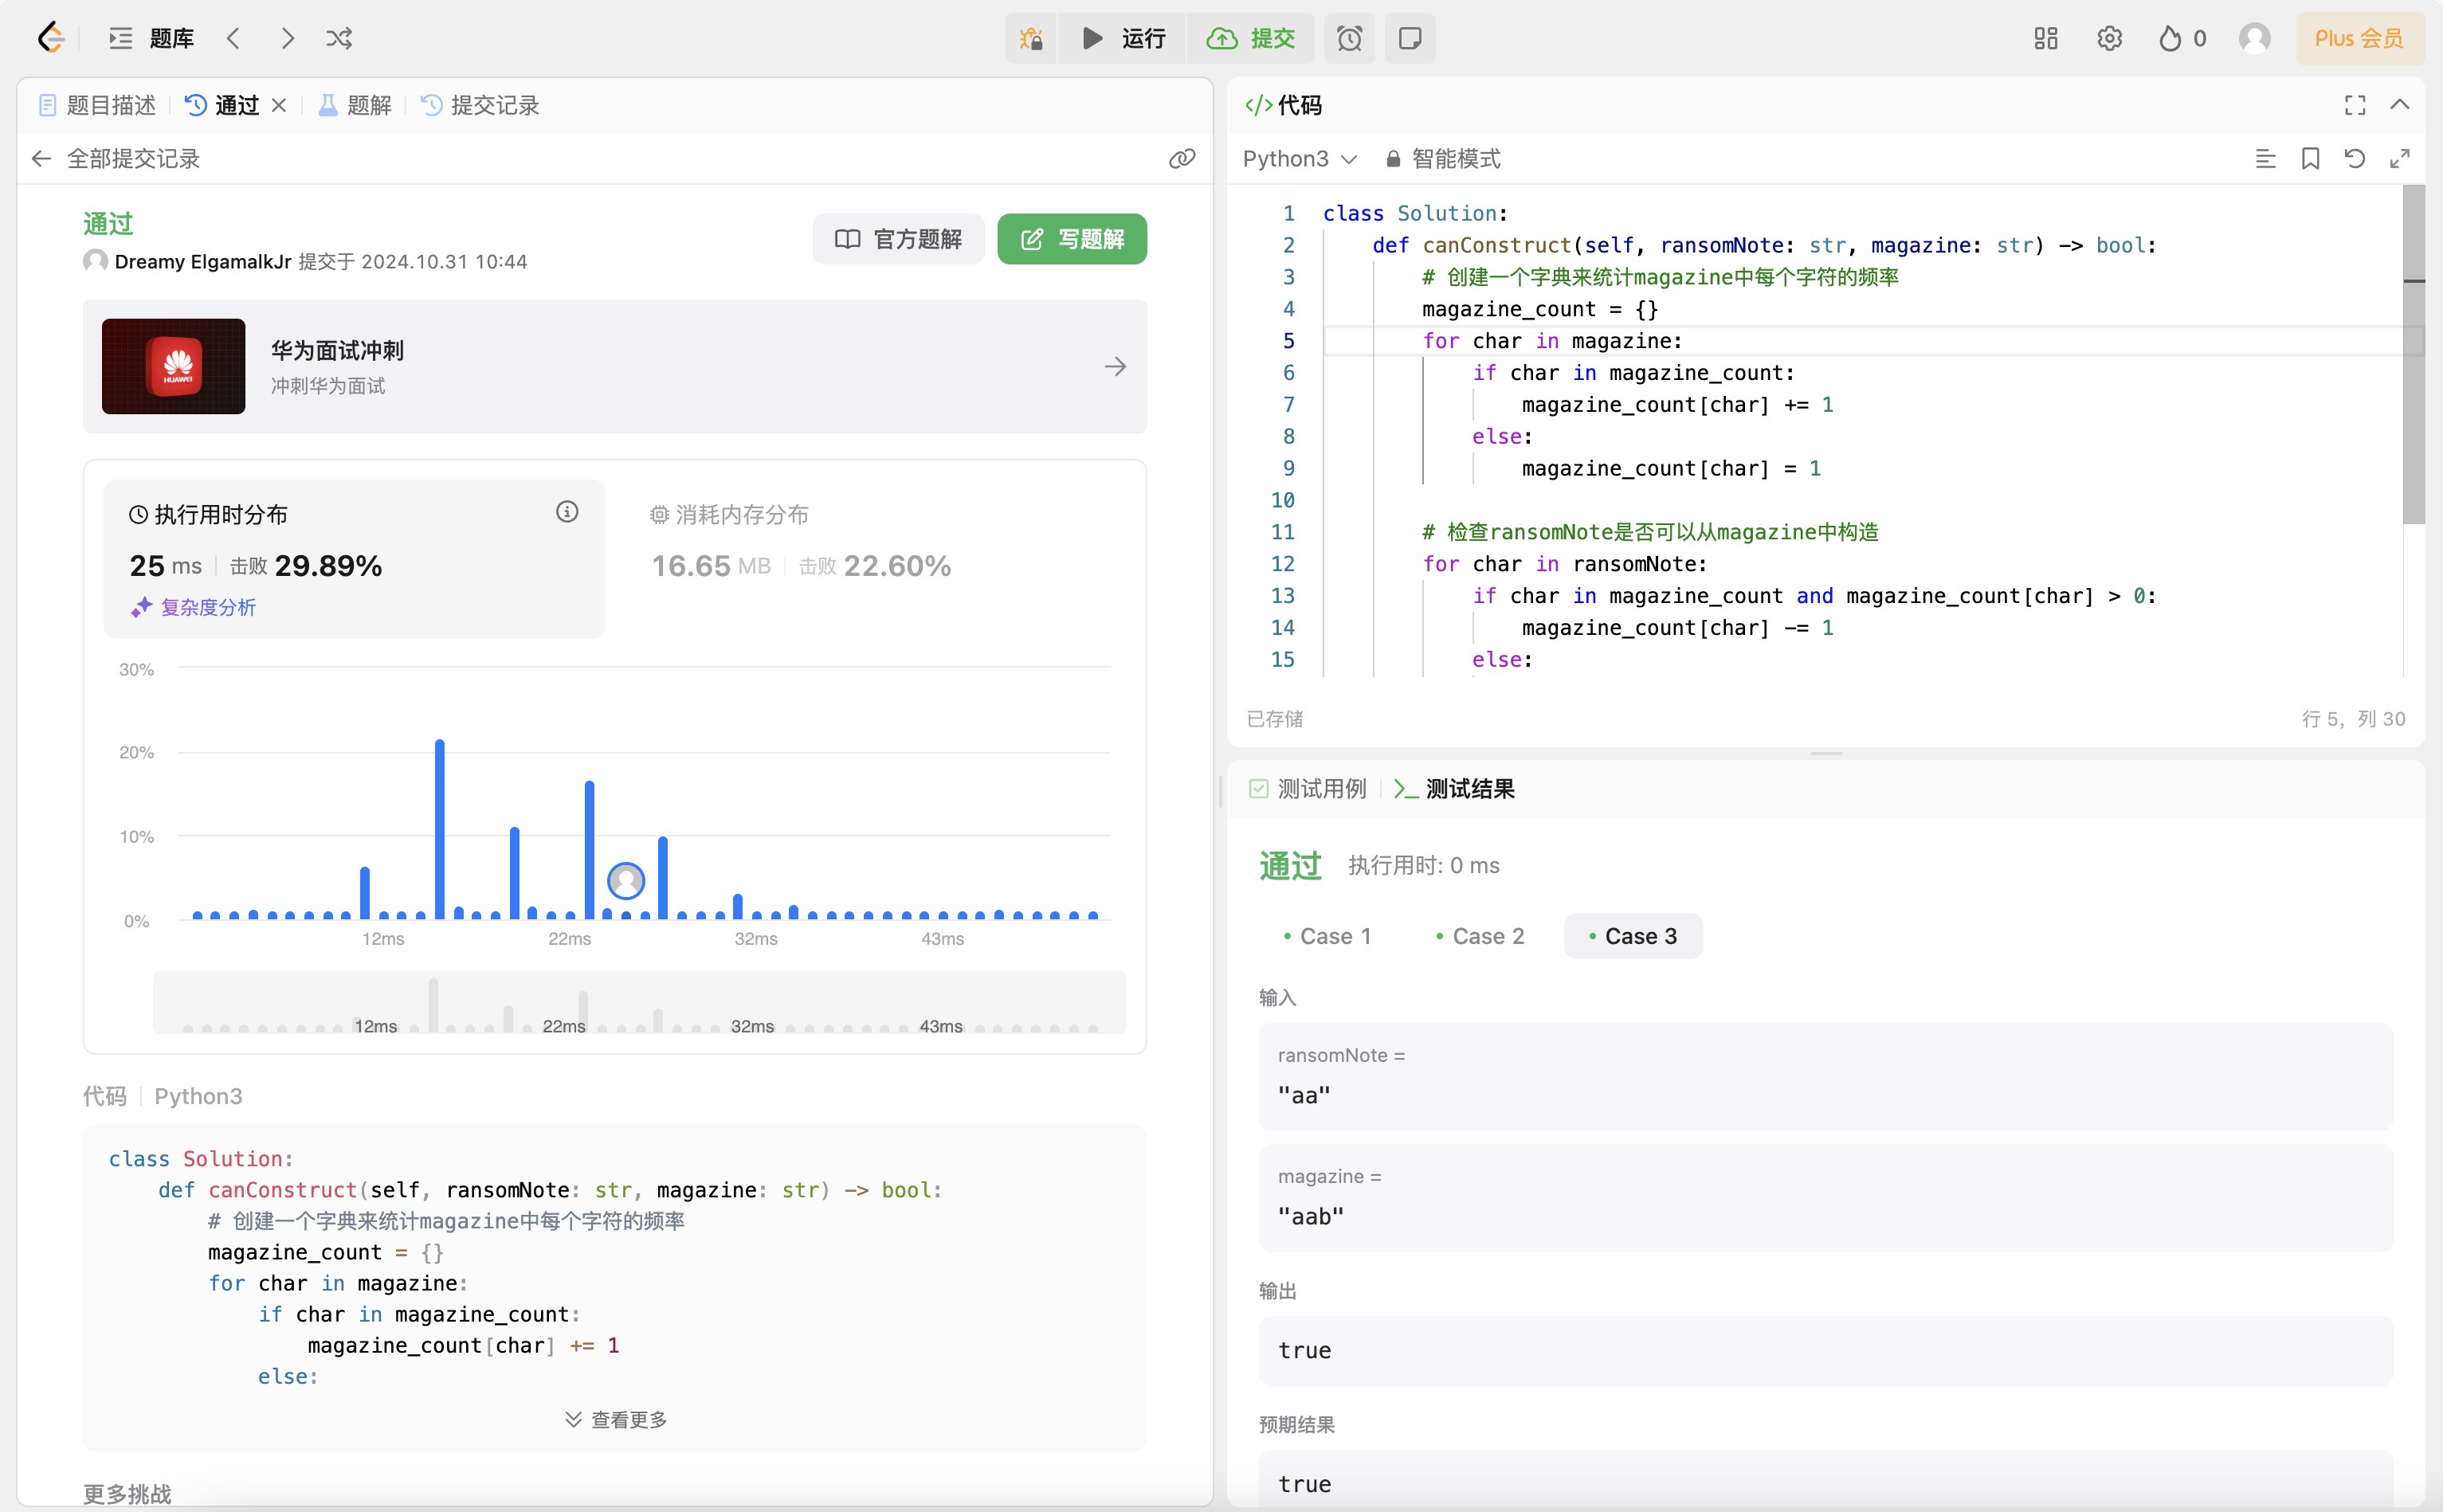 题库
运行
提交
0
Plus 会员
题目描述
通过
题解
提交记录
全部提交记录
通过
官方题解
写题解
Dreamy ElgamalkJr 提交于 2024.10.31 10:44
HUAWEI
华为面试冲刺
冲刺华为面试
执行用时分布
25 ms 击败 29.89%
复杂度分析
消耗内存分布
16.65 MB 击败 22.60%
30%
20%
10%
0%
12ms 22ms 32ms 43ms
12ms 22ms 32ms 43ms
代码 Python3
class Solution:
    def canConstruct(self, ransomNote: str, magazine: str) -> bool:
        # 创建一个字典来统计magazine中每个字符的频率
        magazine_count = {}
        for char in magazine:
            if char in magazine_count:
                magazine_count[char] += 1
            else:
查看更多
更多挑战
</>代码
Python3
智能模式
1 class Solution:
2     def canConstruct(self, ransomNote: str, magazine: str) -> bool:
3         # 创建一个字典来统计magazine中每个字符的频率
4         magazine_count = {}
5         for char in magazine:
6             if char in magazine_count:
7                 magazine_count[char] += 1
8             else:
9                 magazine_count[char] = 1
10
11         # 检查ransomNote是否可以从magazine中构造
12         for char in ransomNote:
13             if char in magazine_count and magazine_count[char] > 0:
14                 magazine_count[char] -= 1
15             else:
已存储
行 5, 列 30
测试用例
测试结果
通过 执行用时: 0 ms
Case 1
Case 2
Case 3
输入
ransomNote =
"aa"
magazine =
"aab"
输出
true
预期结果
true